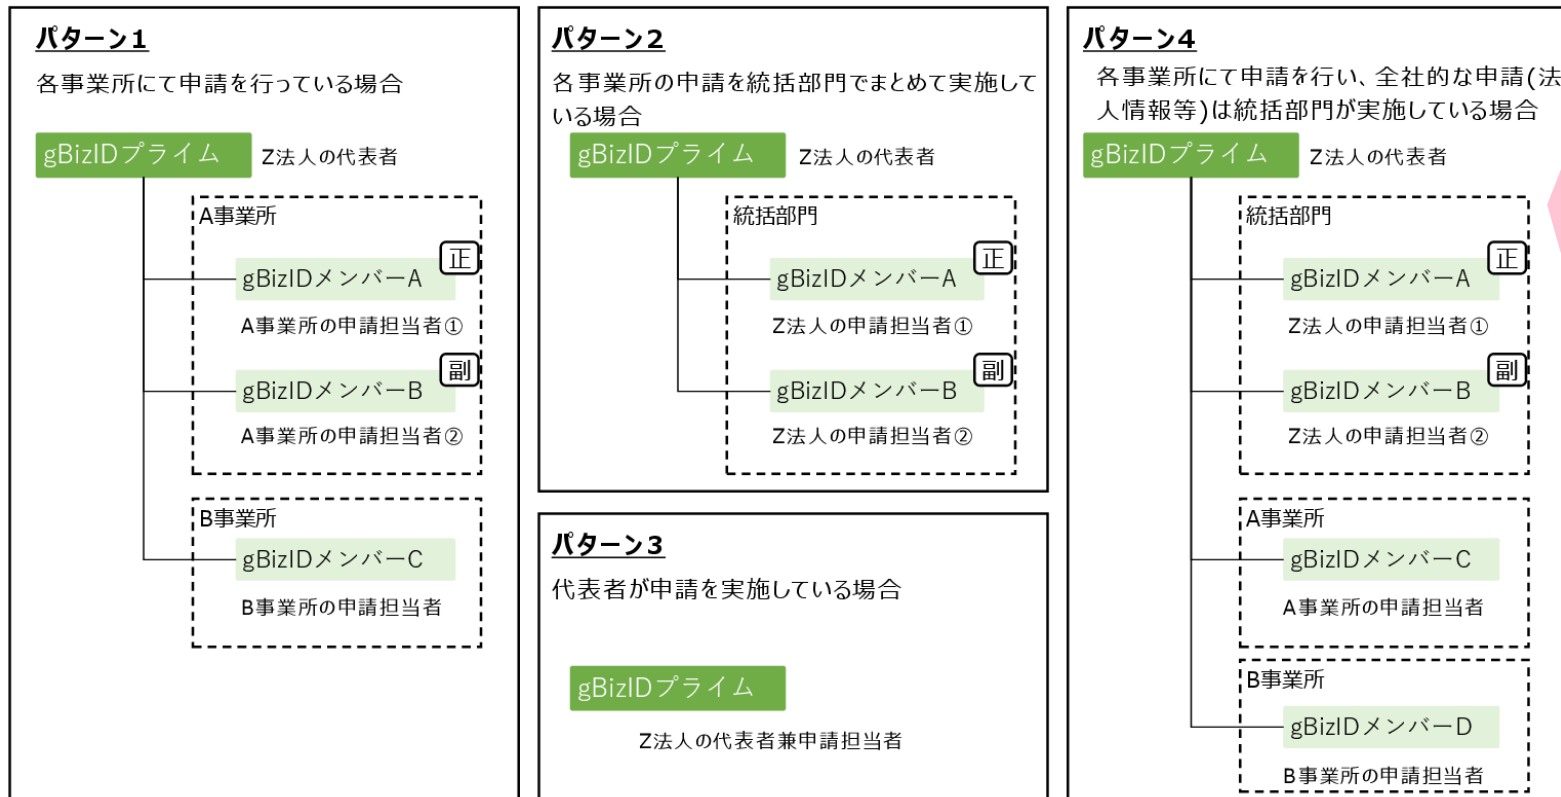 パターン1
各事業所にて申請を行っている場合
gBizIDプライム
Z法人の代表者
A事業所
正
gBizIDメンバーA
A事業所の申請担当者①
副
gBizIDメンバーB
A事業所の申請担当者②
B事業所
gBizIDメンバーC
B事業所の申請担当者
パターン2
各事業所の申請を統括部門でまとめて実施して
いる場合
gBizIDプライム
Z法人の代表者
統括部門
正
gBizIDメンバーA
Z法人の申請担当者①
副
gBizIDメンバーB
Z法人の申請担当者②
パターン3
代表者が申請を実施している場合
gBizIDプライム
Z法人の代表者兼申請担当者
パターン4
各事業所にて申請を行い、全社的な申請(法
人情報等)は統括部門が実施している場合
gBizIDプライム
Z法人の代表者
統括部門
正
gBizIDメンバーA
Z法人の申請担当者①
副
gBizIDメンバーB
Z法人の申請担当者②
A事業所
gBizIDメンバーC
A事業所の申請担当者
B事業所
gBizIDメンバーD
B事業所の申請担当者